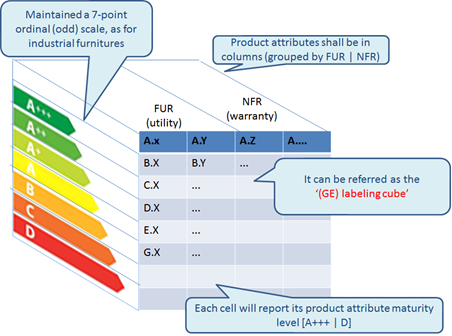 Maintained a 7-point
ordinal (odd) scale, as for
industrial furnitures
Product attributes shall be in
columns (grouped by FUR | NFR)
FUR
(utility)
NFR
(warranty)
A+++
A++
A+
A
B
C
D
A.x A.Y A.Z A....
B.X B.Y ...
C.X ...
D.X ...
E.X ...
G.X ...
It can be referred as the
‘(GE) labeling cube’
Each cell will report its product attribute maturity
level [A+++ | D]